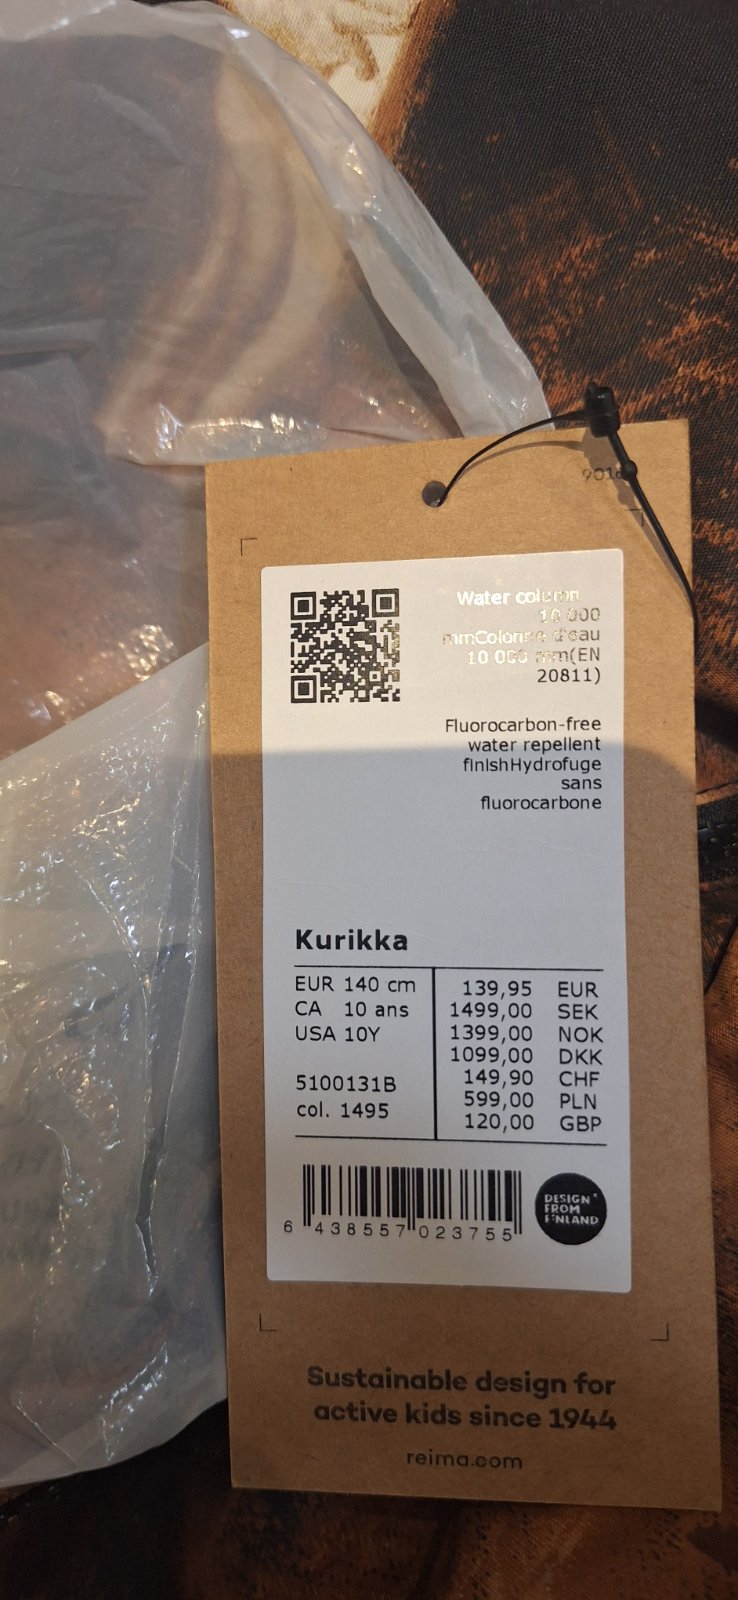 Water column
10 000
mmColonne d'eau
10 000 mm(EN
20811)
Fluorocarbon-free
water repellent
finishHydrofuge
sans
fluorocarbone
Kurikka
EUR 140 cm
CA 10 ans
USA 10Y
5100131B
col. 1495
139,95 EUR
1499,00 SEK
1399,00 NOK
1099,00 DKK
149,90 CHF
599,00 PLN
120,00 GBP
6 438557 023755
DESIGN
FROM
FINLAND
Sustainable design for
active kids since 1944
reima.com